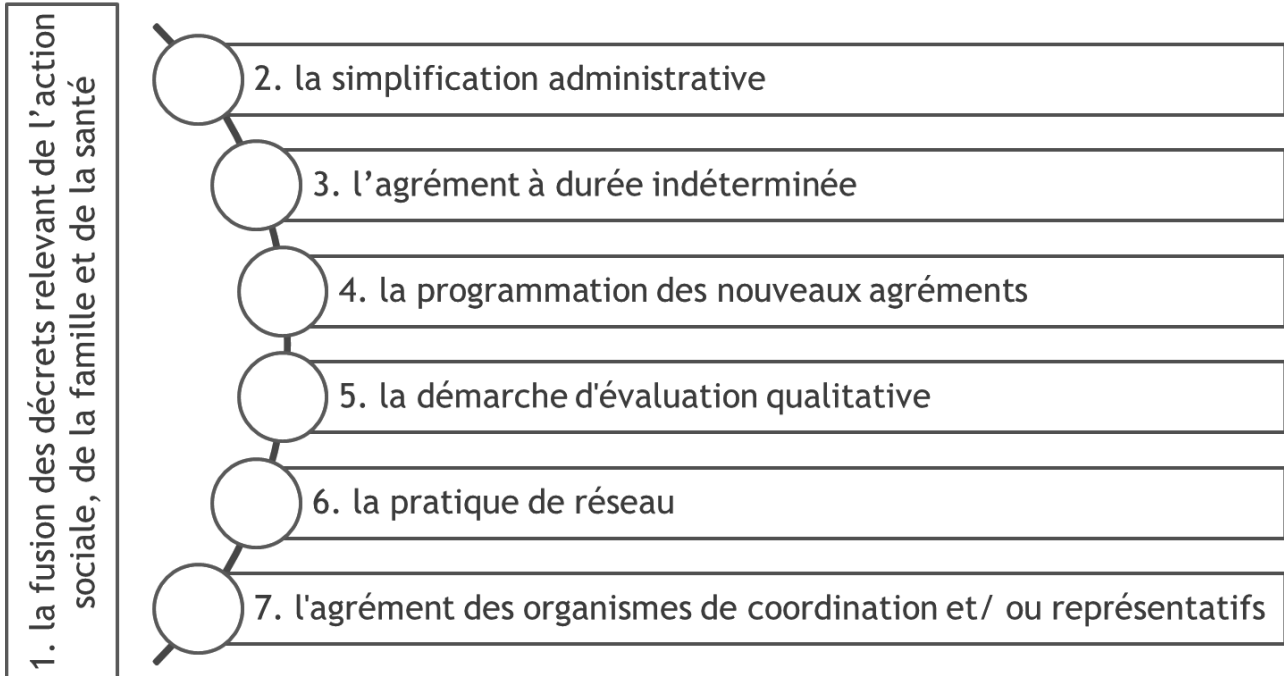 1. la fusion des décrets relevant de l’action
sociale, de la famille et de la santé
2. la simplification administrative
3. l’agrément à durée indéterminée
4. la programmation des nouveaux agréments
5. la démarche d'évaluation qualitative
6. la pratique de réseau
7. l'agrément des organismes de coordination et/ ou représentatifs